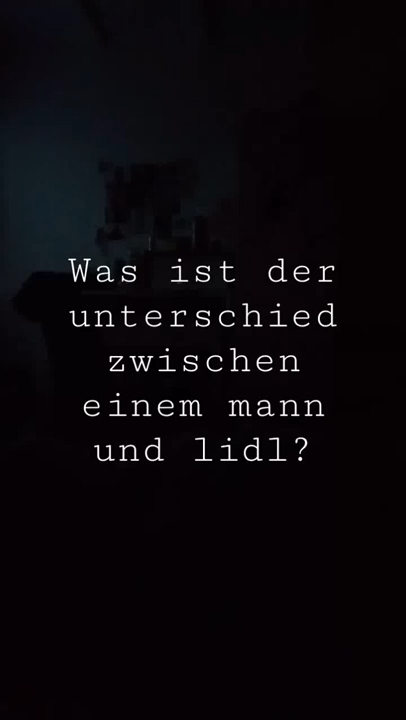 Was ist der
unterschied
zwischen
einem mann
und lidl?